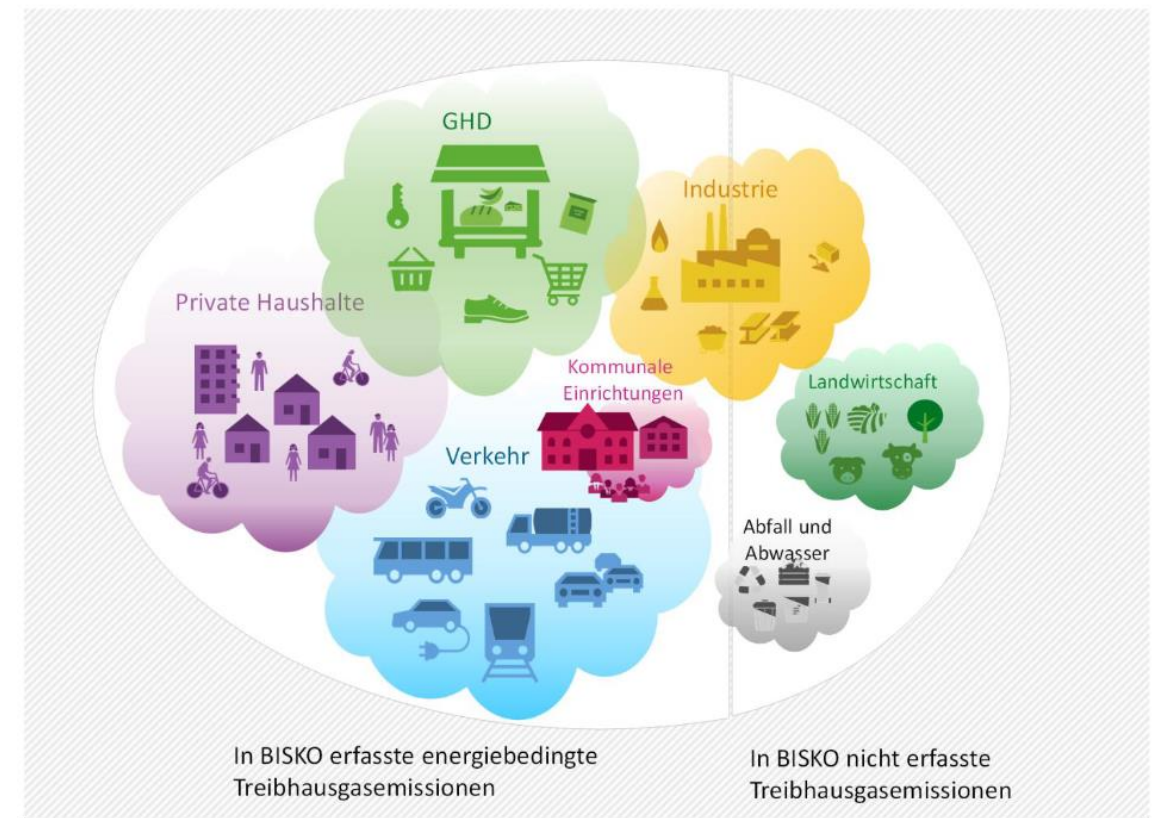 GHD
Industrie
Private Haushalte
Kommunale
Einrichtungen
Landwirtschaft
Verkehr
Abfall und
Abwasser
In BISKO erfasste energiebedingte
Treibhausgasemissionen
In BISKO nicht erfasste
Treibhausgasemissionen